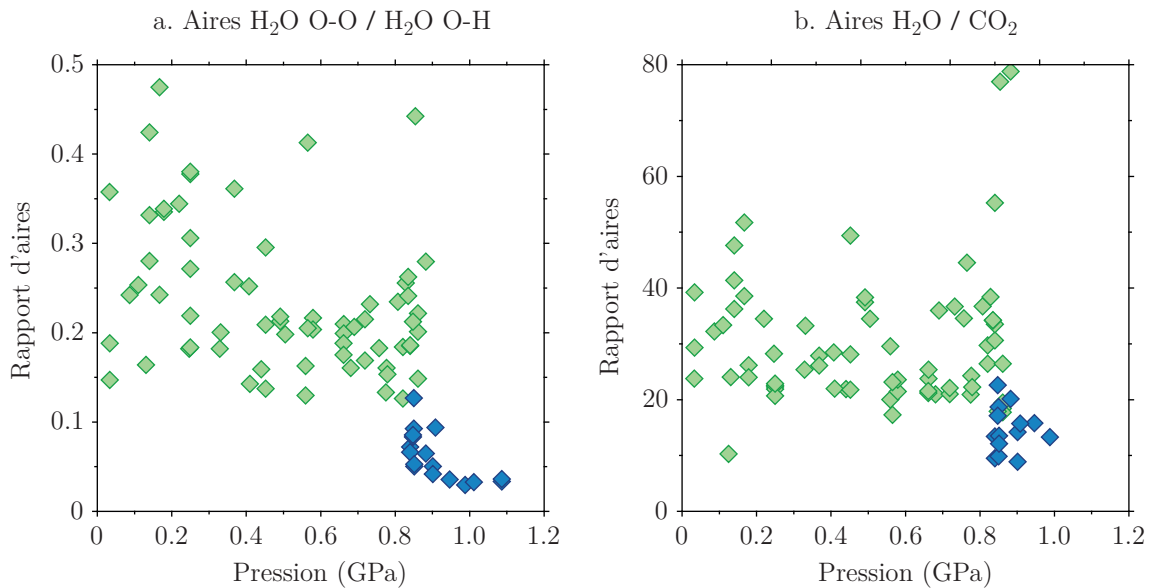 a. Aires H₂O O-O / H₂O O-H
0.5
0.4
0.3
0.2
0.1
0
Rapport d'aires
0 0.2 0.4 0.6 0.8 1.0 1.2
Pression (GPa)
b. Aires H₂O / CO₂
80
60
40
20
0
Rapport d'aires
0 0.2 0.4 0.6 0.8 1.0 1.2
Pression (GPa)